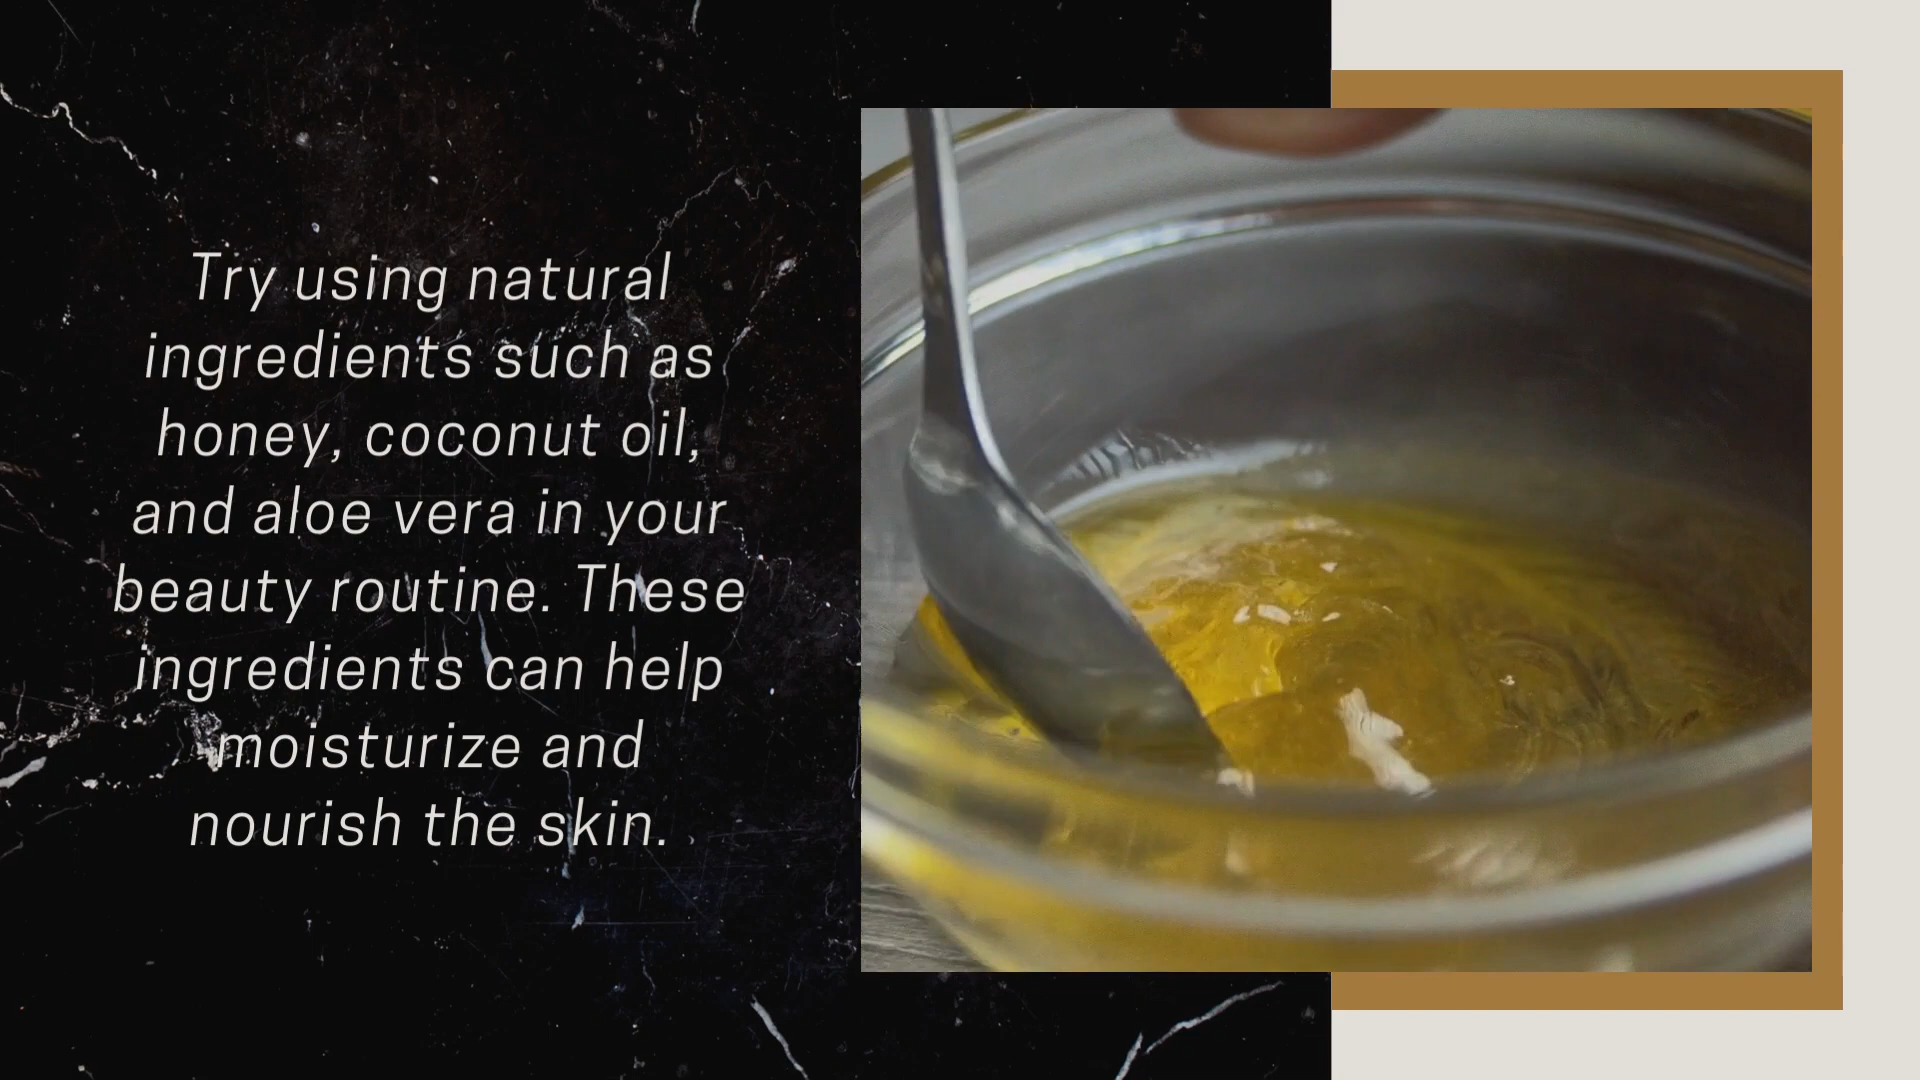 Try using natural
ingredients such as
honey, coconut oil,
and aloe vera in your
beauty routine. These
ingredients can help
moisturize and
nourish the skin.